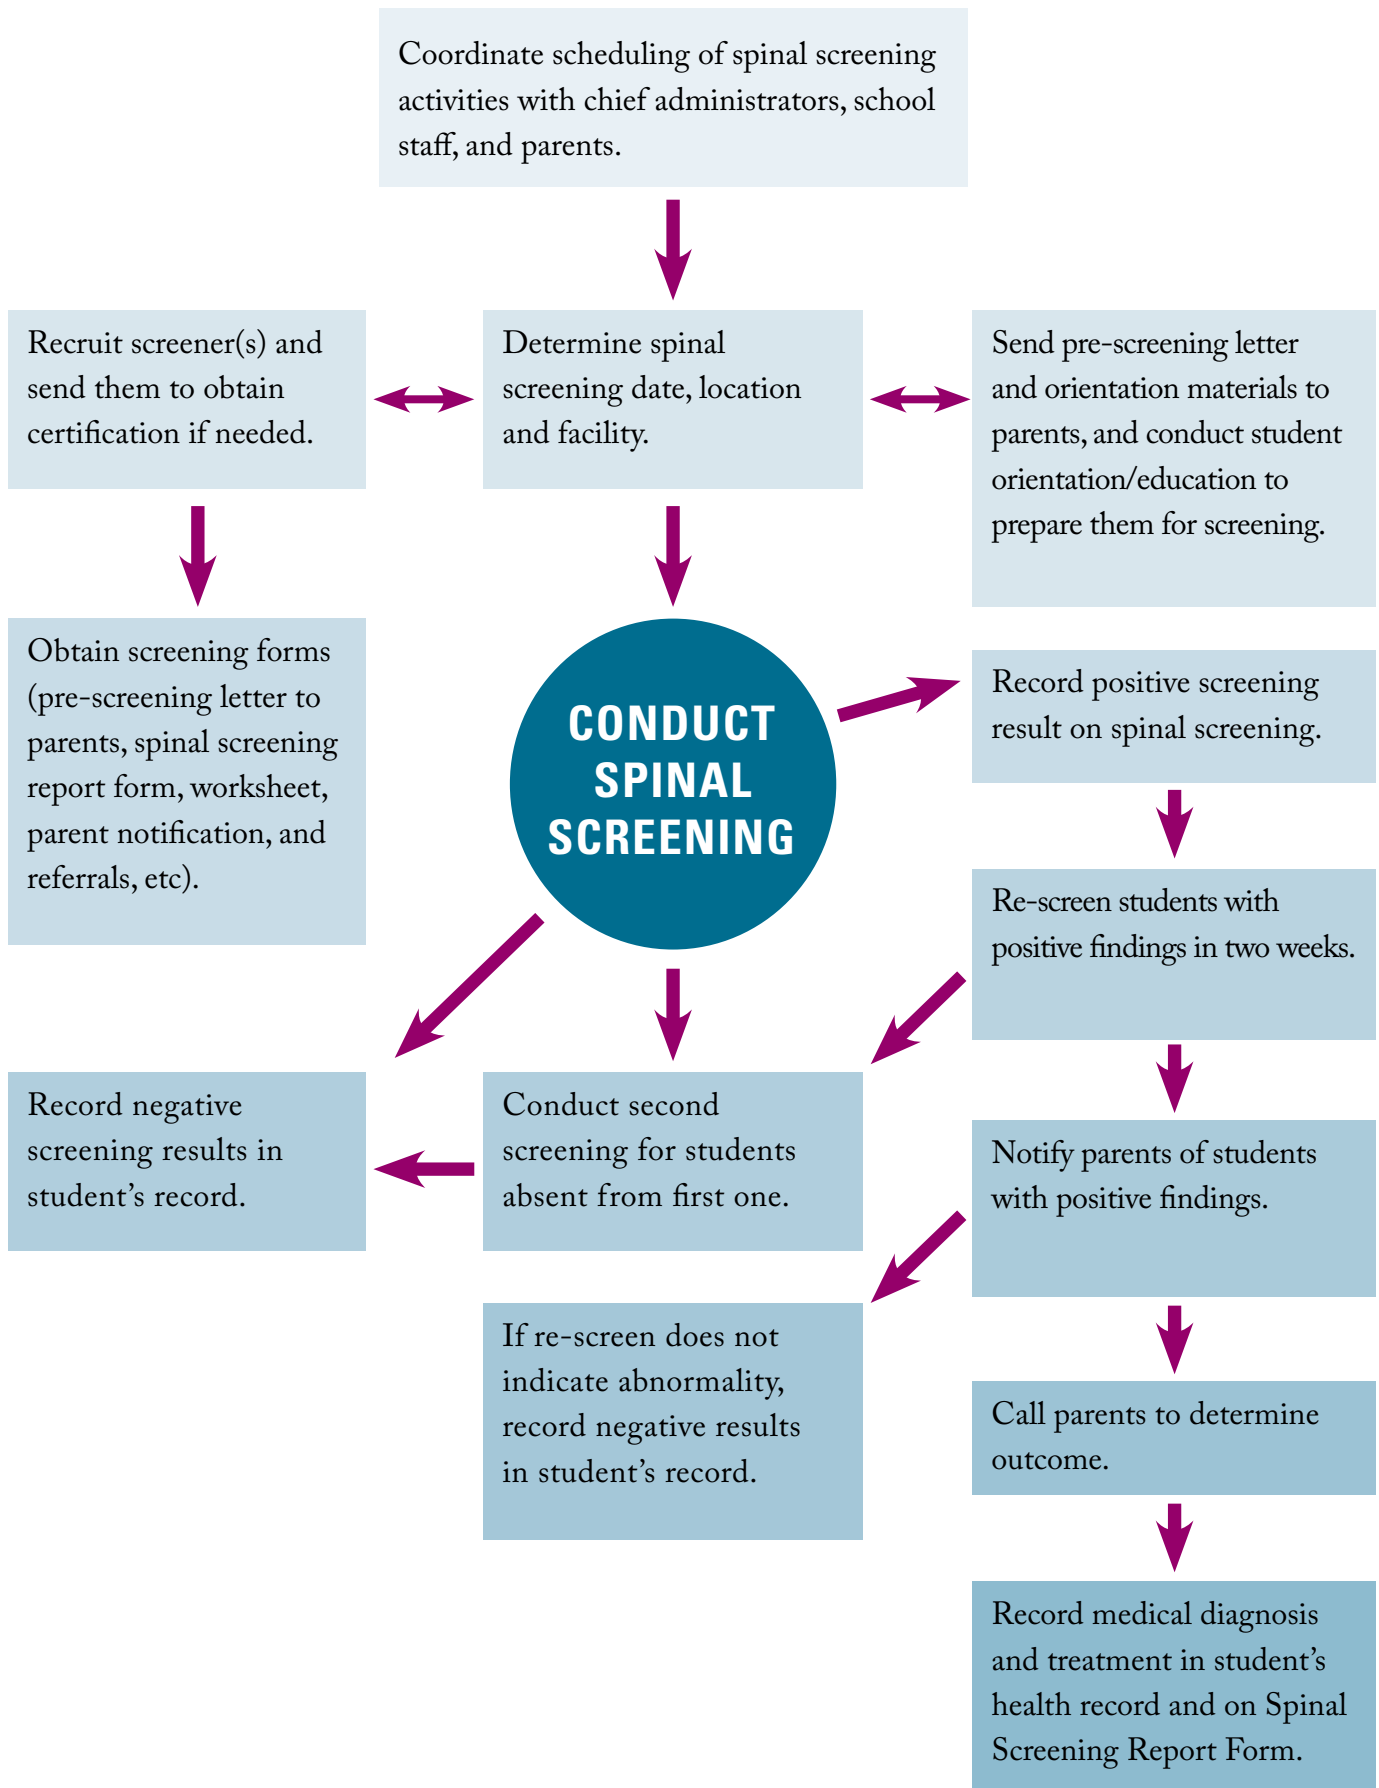 Coordinate scheduling of spinal screening
activities with chief administrators, school
staff, and parents.
Recruit screener(s) and
send them to obtain
certification if needed.
Determine spinal
screening date, location
and facility.
Send pre-screening letter
and orientation materials to
parents, and conduct student
orientation/education to
prepare them for screening.
Obtain screening forms
(pre-screening letter to
parents, spinal screening
report form, worksheet,
parent notification, and
referrals, etc).
CONDUCT
SPINAL
SCREENING
Record positive screening
result on spinal screening.
Re-screen students with
positive findings in two weeks.
Record negative
screening results in
student’s record.
Conduct second
screening for students
absent from first one.
Notify parents of students
with positive findings.
If re-screen does not
indicate abnormality,
record negative results
in student’s record.
Call parents to determine
outcome.
Record medical diagnosis
and treatment in student’s
health record and on Spinal
Screening Report Form.